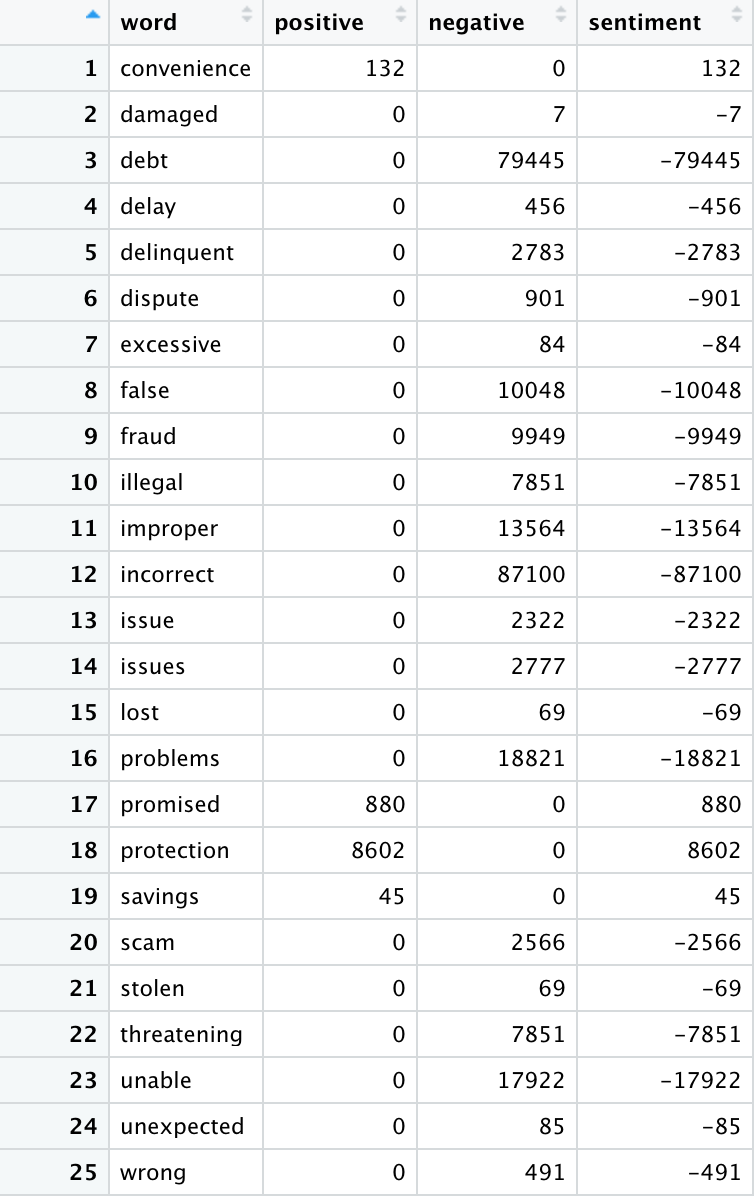 word positive negative sentiment
1 convenience 132 0 132
2 damaged 0 7 −7
3 debt 0 79445 −79445
4 delay 0 456 −456
5 delinquent 0 2783 −2783
6 dispute 0 901 −901
7 excessive 0 84 −84
8 false 0 10048 −10048
9 fraud 0 9949 −9949
10 illegal 0 7851 −7851
11 improper 0 13564 −13564
12 incorrect 0 87100 −87100
13 issue 0 2322 −2322
14 issues 0 2777 −2777
15 lost 0 69 −69
16 problems 0 18821 −18821
17 promised 880 0 880
18 protection 8602 0 8602
19 savings 45 0 45
20 scam 0 2566 −2566
21 stolen 0 69 −69
22 threatening 0 7851 −7851
23 unable 0 17922 −17922
24 unexpected 0 85 −85
25 wrong 0 491 −491